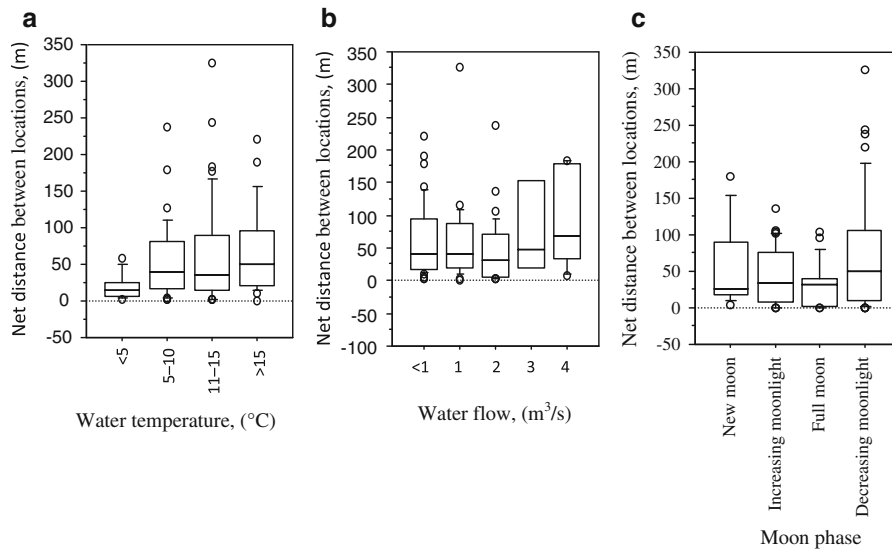 a
Net distance between locations, (m)
350
300
250
200
150
100
50
0
-50
<5
5–10
11–15
>15
Water temperature, (°C)
b
Net distance between locations, (m)
350
300
250
200
150
100
50
0
-50
-100
<1
1
2
3
4
Water flow, (m³/s)
c
Net distance between locations, (m)
350
300
250
200
150
100
50
0
-50
New moon
Increasing moonlight
Full moon
Decreasing moonlight
Moon phase